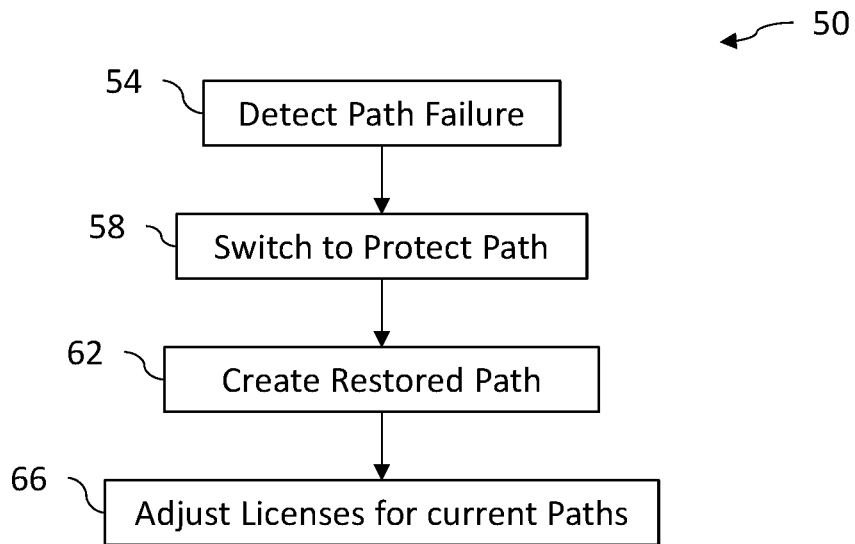 50
54
Detect Path Failure
58
Switch to Protect Path
62
Create Restored Path
66
Adjust Licenses for current Paths